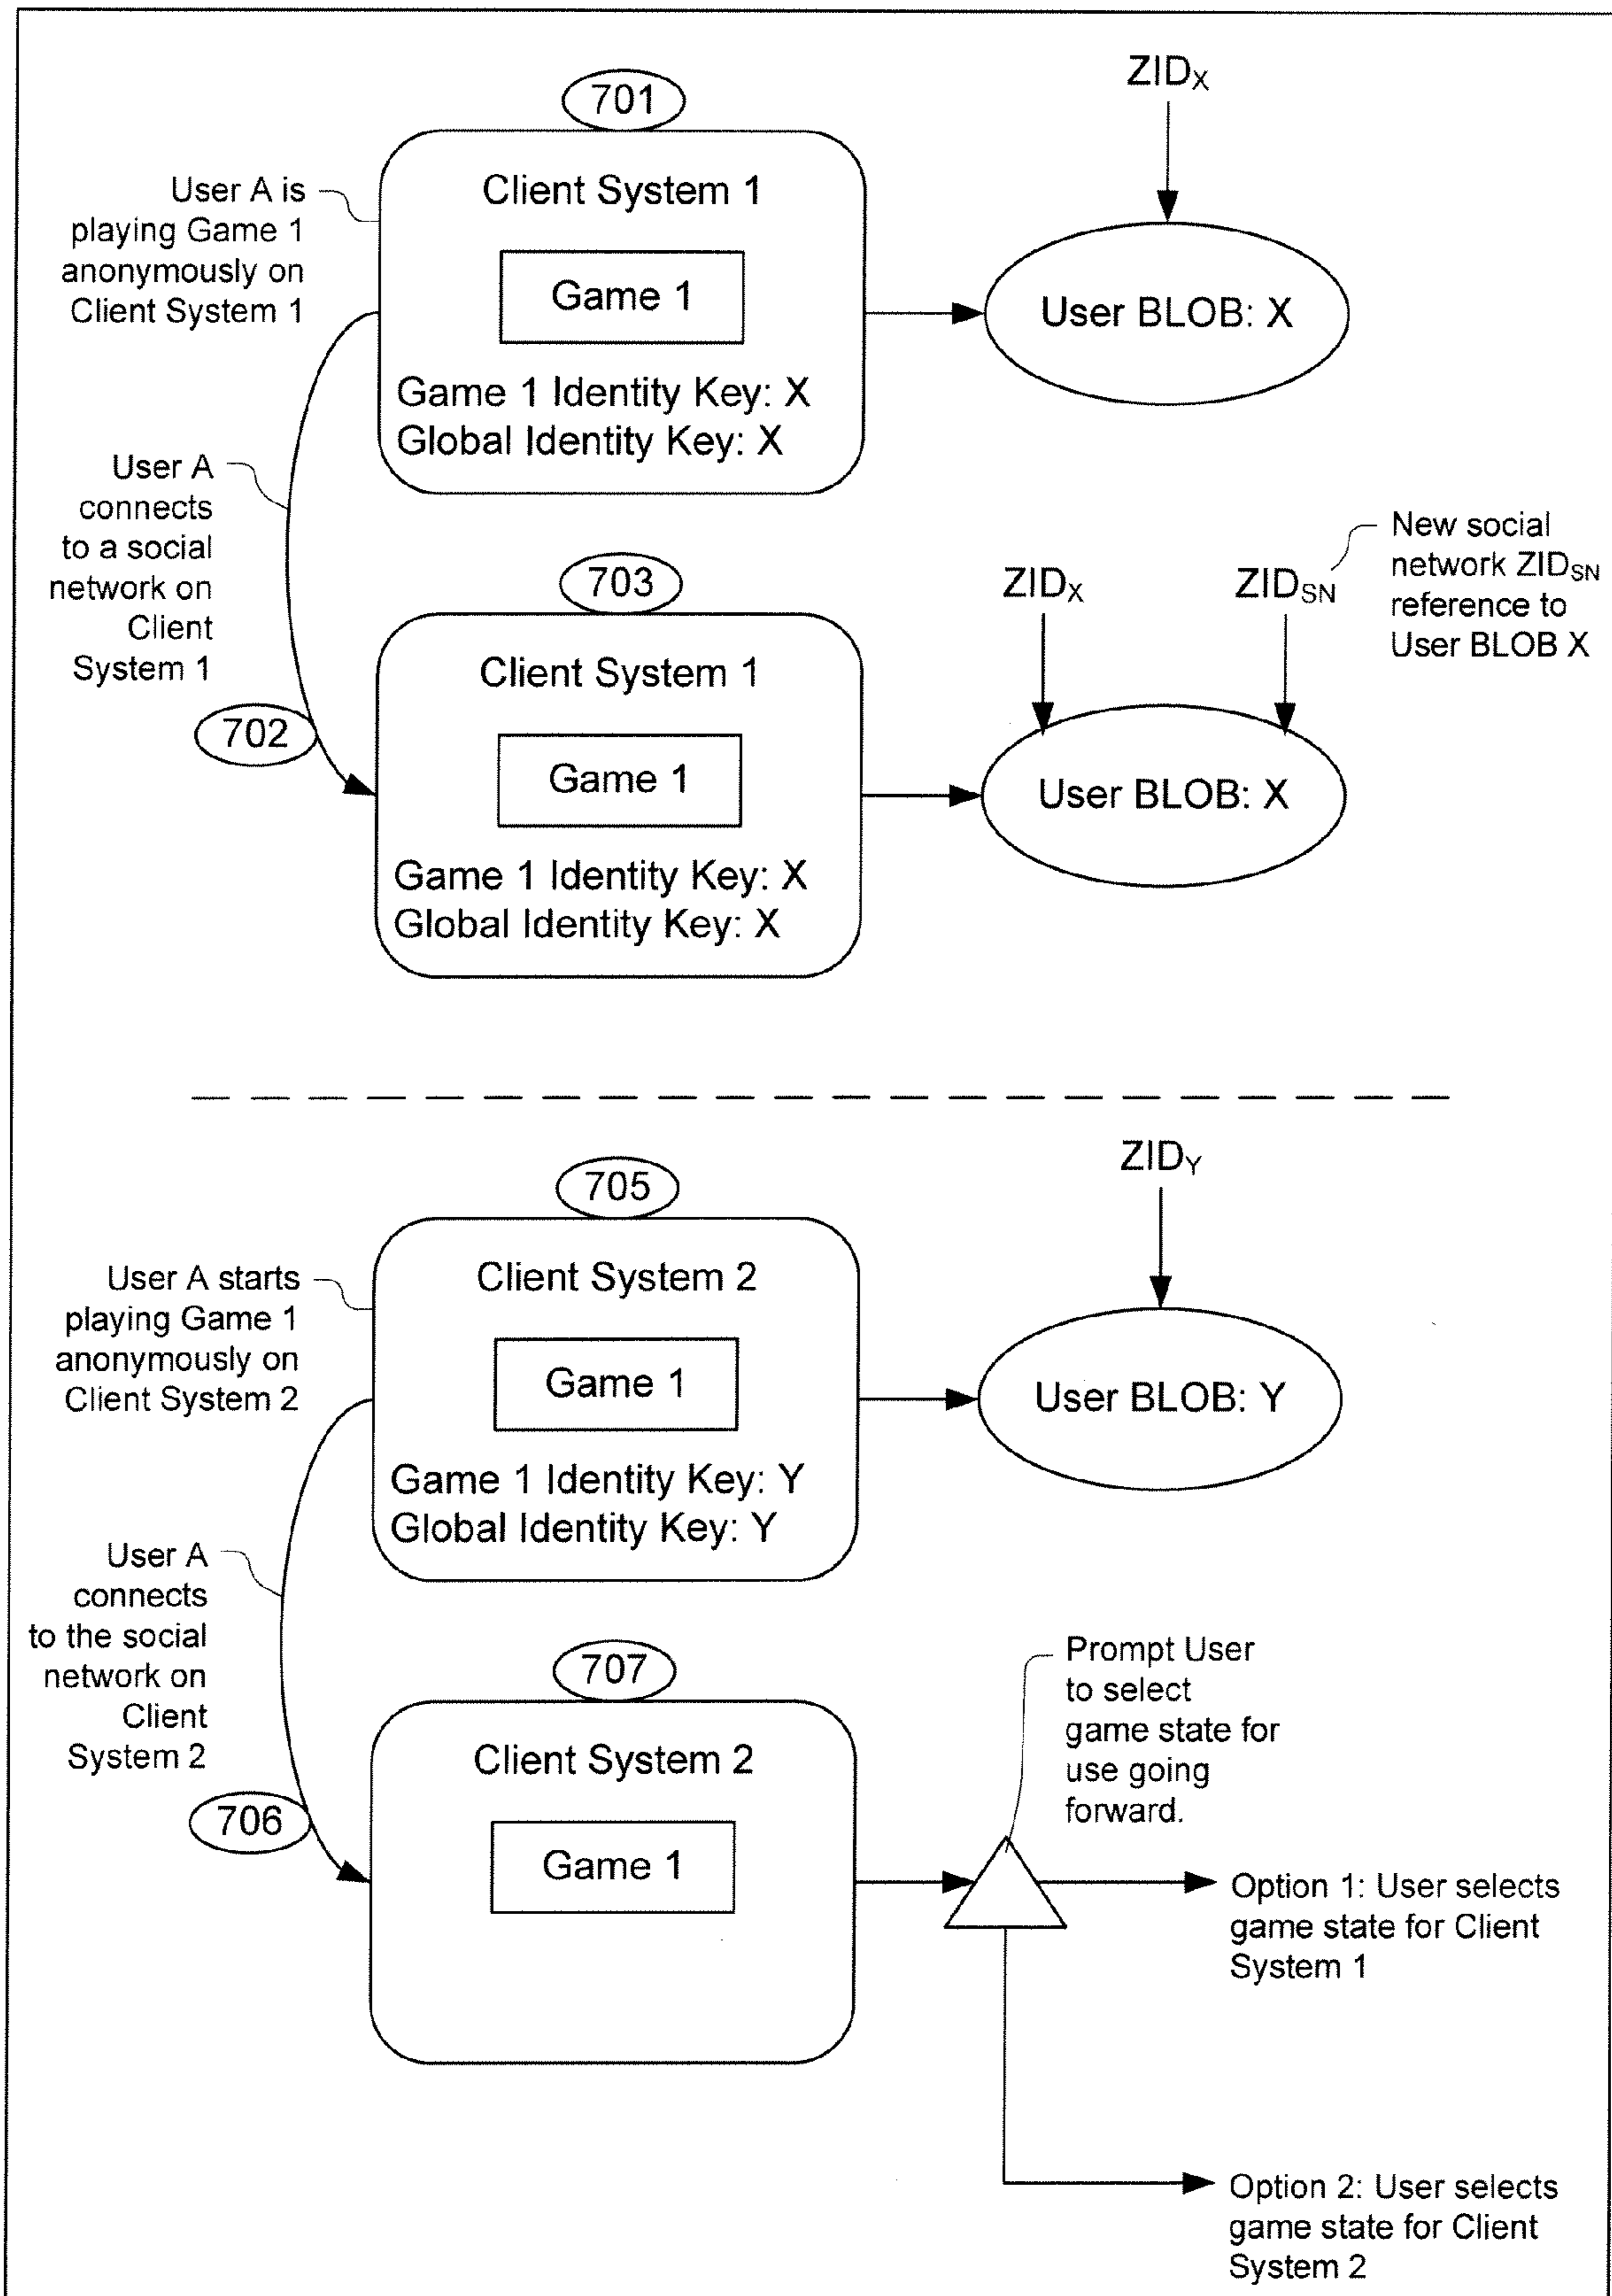 ZIDX
701
User A is
playing Game 1
anonymously on
Client System 1
Client System 1
Game 1
Game 1 Identity Key: X
Global Identity Key: X
User BLOB: X
User A
connects
to a social
network on
Client
System 1
702
703
Client System 1
Game 1
Game 1 Identity Key: X
Global Identity Key: X
ZIDX
ZIDSN
New social
network ZIDSN
reference to
User BLOB X
User BLOB: X
705
User A starts
playing Game 1
anonymously on
Client System 2
Client System 2
Game 1
Game 1 Identity Key: Y
Global Identity Key: Y
ZIDY
User BLOB: Y
User A
connects
to the social
network on
Client
System 2
706
707
Client System 2
Game 1
Prompt User
to select
game state for
use going
forward.
Option 1: User selects
game state for Client
System 1
Option 2: User selects
game state for Client
System 2